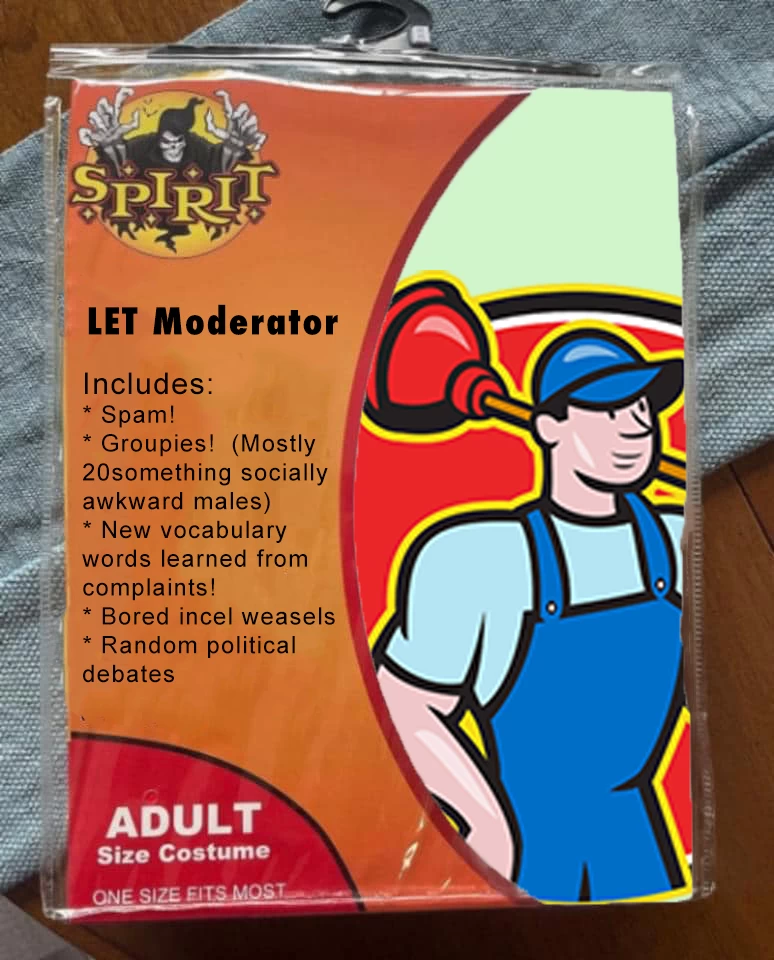 SPIRIT
LET Moderator
Includes:
* Spam!
* Groupies!  (Mostly
20something socially
awkward males)
* New vocabulary
words learned from
complaints!
* Bored incel weasels
* Random political
debates
ADULT
Size Costume
ONE SIZE FITS MOST